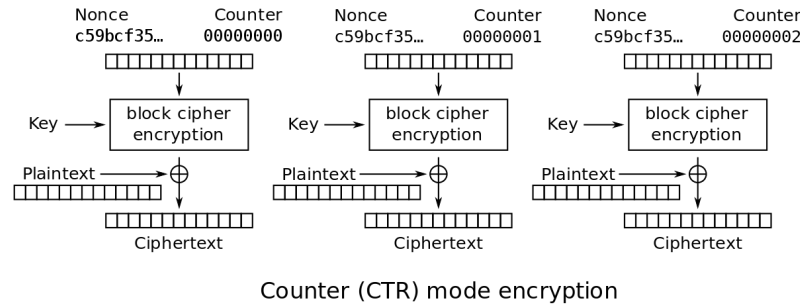 Nonce Counter Nonce Counter Nonce Counter
c59bcf35… 00000000 c59bcf35… 00000001 c59bcf35… 00000002
block cipher block cipher block cipher
Key Key Key
encryption encryption encryption
Plaintext Plaintext Plaintext
Ciphertext Ciphertext Ciphertext
Counter (CTR) mode encryption